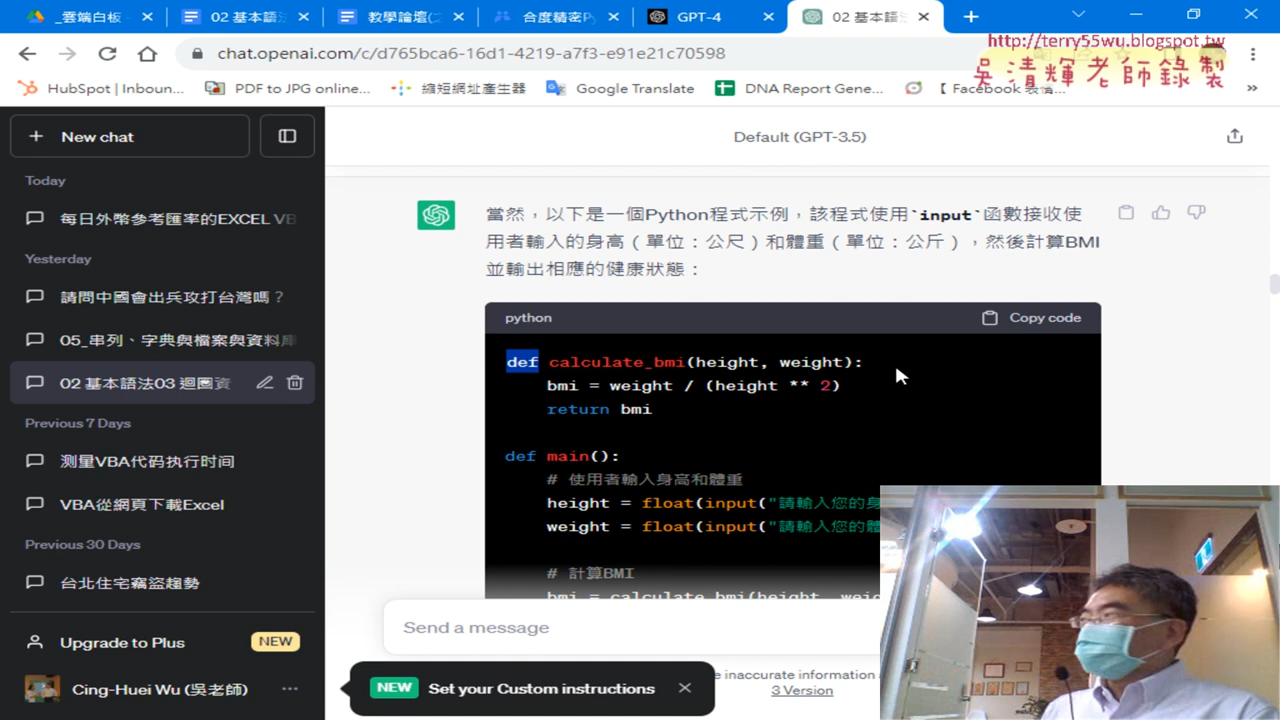 _雲端白板 -
02 基本語法
教學論壇(二
合度精密Py
GPT-4
02 基本語
chat.openai.com/c/d765bca6-16d1-4219-a7f3-e91e21c70598
http://terry55wu.blogspot.tw
吳清輝老師錄製
HubSpot | Inboun...
PDF to JPG online...
縮短網址產生器
Google Translate
DNA Report Gene...
【 Facebook 表情...
»
+ New chat
Default (GPT-3.5)
Today
每日外幣參考匯率的EXCEL VB
Yesterday
請問中國會出兵攻打台灣嗎？
05_串列、字典與檔案與資料庫
02 基本語法03 迴圈資
Previous 7 Days
測量VBA代码执行时间
VBA從網頁下載Excel
Previous 30 Days
台北住宅竊盜趨勢
Upgrade to Plus
NEW
Cing-Huei Wu (吳老師)
...
當然，以下是一個Python程式示例，該程式使用`input`函數接收使
用者輸入的身高（單位：公尺）和體重（單位：公斤），然後計算BMI
並輸出相應的健康狀態：
python
Copy code
def calculate_bmi(height, weight):
bmi = weight / (height ** 2)
return bmi
def main():
# 使用者輸入身高和體重
height = float(input("請輸入您的身
weight = float(input("請輸入您的體
# 計算BMI
bmi = calculate_bmi(height, weig
Send a message
e inaccurate information a
3 Version
NEW Set your Custom instructions